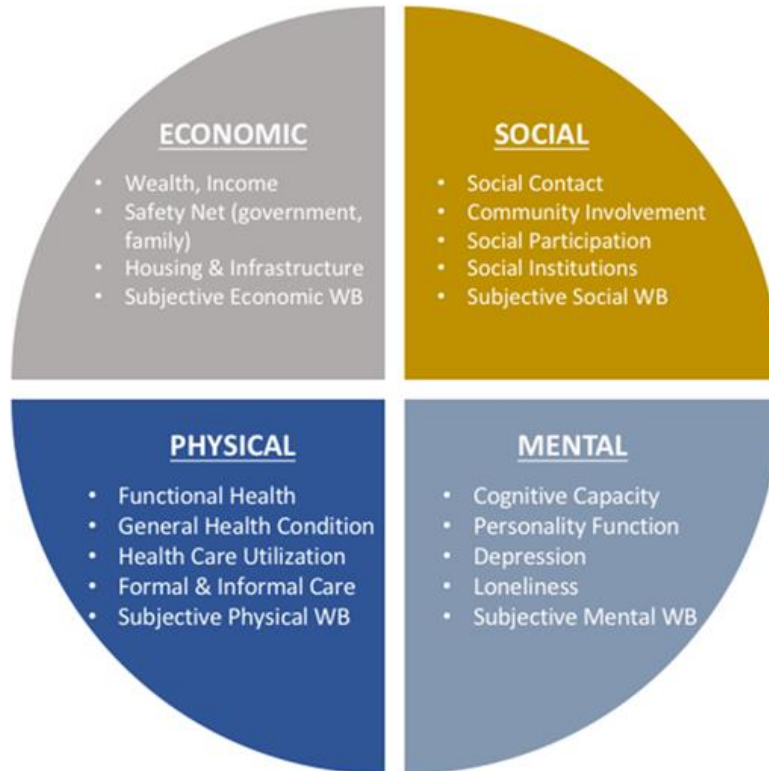 ECONOMIC
• Wealth, Income
• Safety Net (government,
family)
• Housing & Infrastructure
• Subjective Economic WB
SOCIAL
• Social Contact
• Community Involvement
• Social Participation
• Social Institutions
• Subjective Social WB
PHYSICAL
• Functional Health
• General Health Condition
• Health Care Utilization
• Formal & Informal Care
• Subjective Physical WB
MENTAL
• Cognitive Capacity
• Personality Function
• Depression
• Loneliness
• Subjective Mental WB